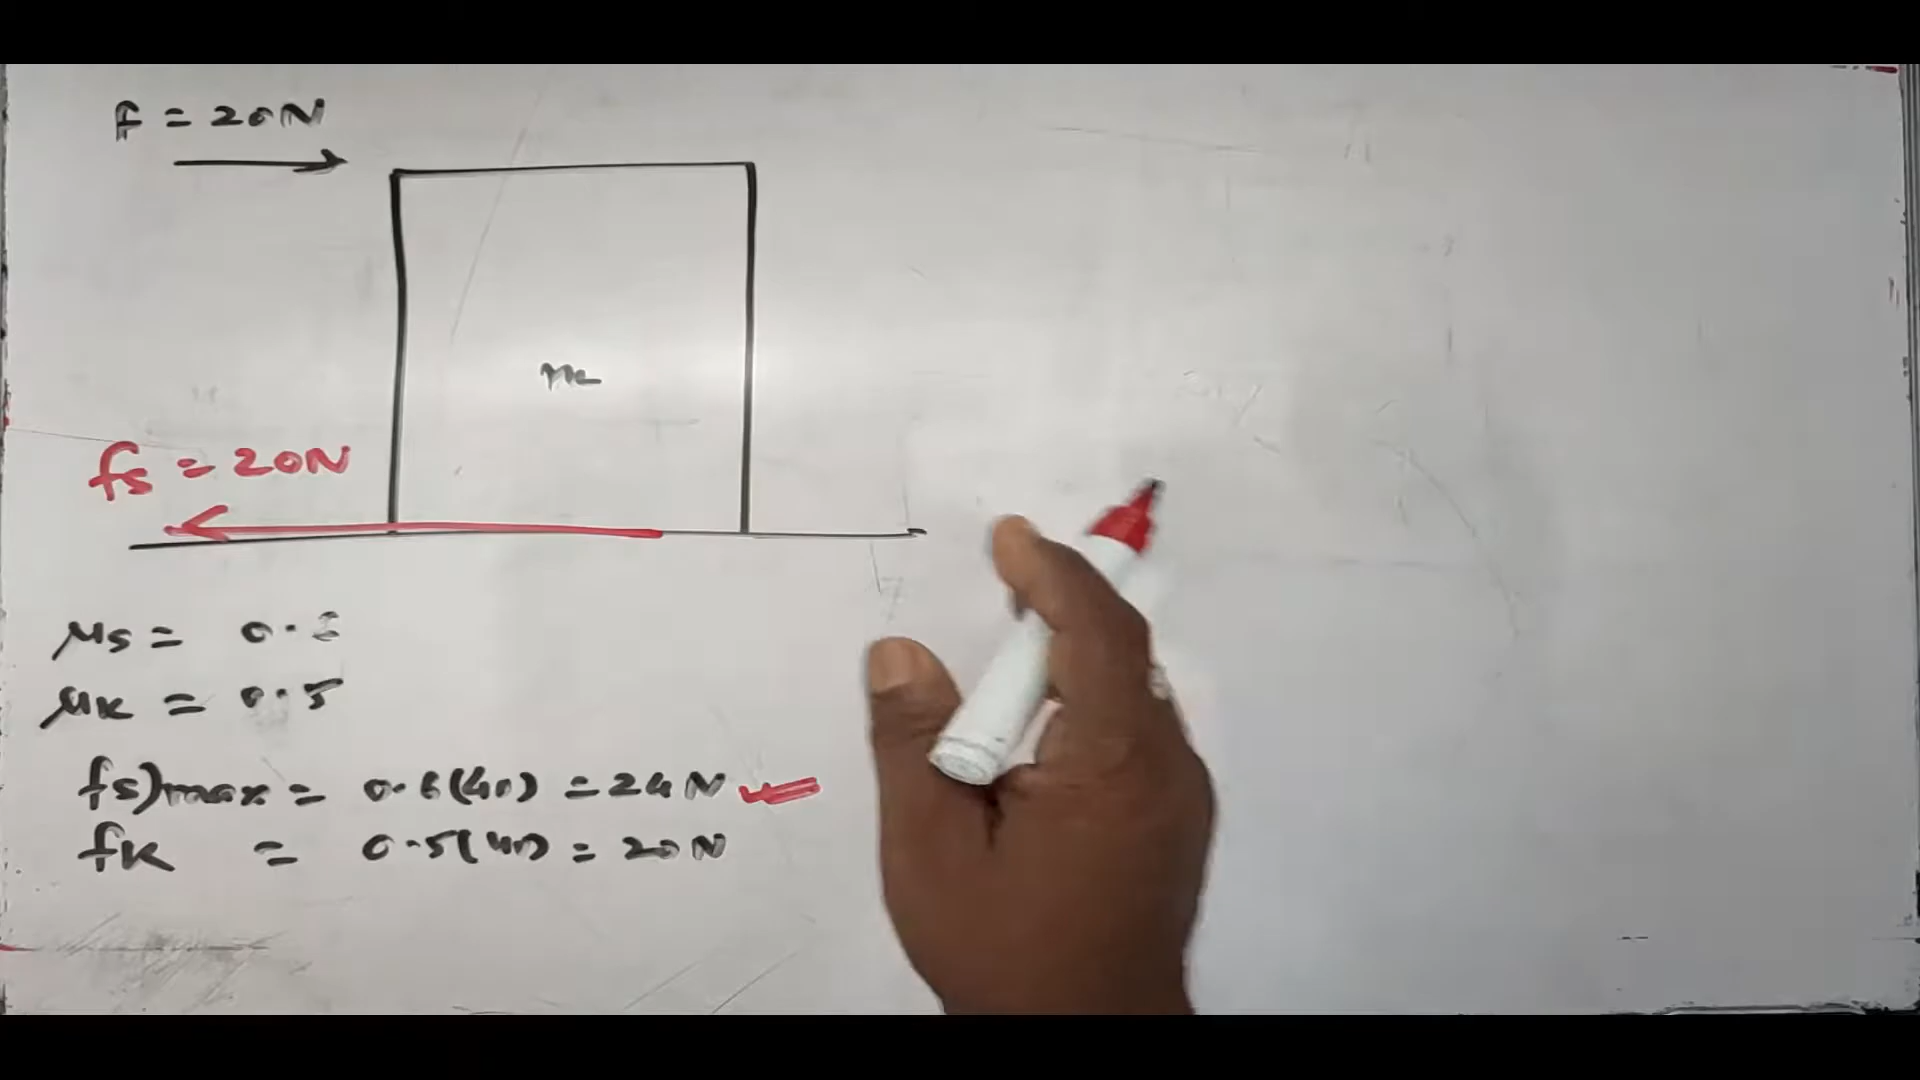 F = 20N
m
fs = 20N
μs = 0.
μk = 0.5
fs)max = 0.6(40) = 24N
fk = 0.5(40) = 20N